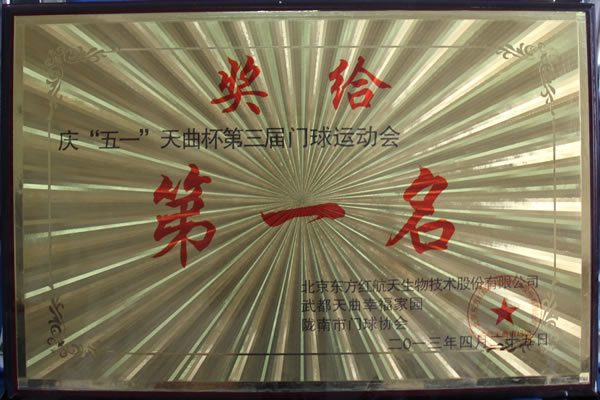 奖给
庆“五一”天曲杯第三届门球运动会
第一名
北京东方红航天生物技术股份有限公司
武都天曲幸福家园
陇南市门球协会
二〇一三年四月二十九日